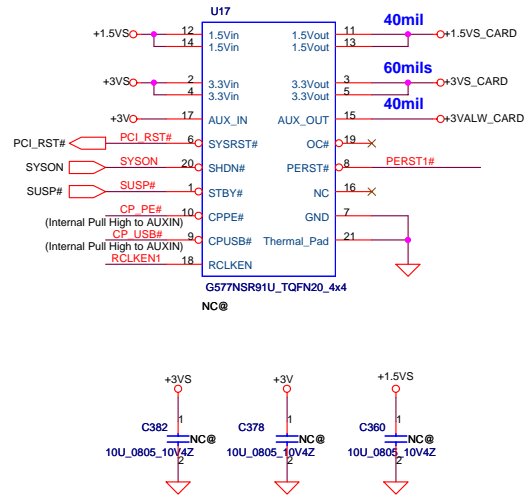 U17
40mil
+1.5VS 12 1.5Vin 1.5Vout 11 +1.5VS_CARD
14 1.5Vin 1.5Vout 13
60mils
+3VS 2 3.3Vin 3.3Vout 3 +3VS_CARD
4 3.3Vin 3.3Vout 5
40mil
+3V 17 AUX_IN AUX_OUT 15 +3VALW_CARD
PCI_RST# PCI_RST# 6 SYSRST# OC# 19
SYSON SYSON 20 SHDN# PERST# 8 PERST1#
SUSP# SUSP# 1 STBY# NC 16
CP_PE# 10 CPPE# GND 7
(Internal Pull High to AUXIN)
CP_USB# 9 CPUSB# Thermal_Pad 21
(Internal Pull High to AUXIN)
RCLKEN1 18 RCLKEN
G577NSR91U_TQFN20_4x4
NC@
+3VS +3V +1.5VS
1 1 1
C382 C378 C360
NC@ NC@ NC@
10U_0805_10V4Z 10U_0805_10V4Z 10U_0805_10V4Z
2 2 2